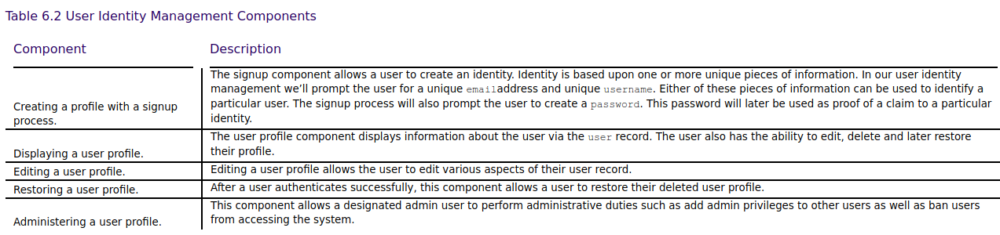 Table 6.2 User Identity Management Components
Component
Description
Creating a profile with a signup
process.
The signup component allows a user to create an identity. Identity is based upon one or more unique pieces of information. In our user identity
management we’ll prompt the user for a unique emailaddress and unique username. Either of these pieces of information can be used to identify a
particular user. The signup process will also prompt the user to create a password. This password will later be used as proof of a claim to a particular
identity.
Displaying a user profile.
The user profile component displays information about the user via the user record. The user also has the ability to edit, delete and later restore
their profile.
Editing a user profile.
Editing a user profile allows the user to edit various aspects of their user record.
Restoring a user profile.
After a user authenticates successfully, this component allows a user to restore their deleted user profile.
Administering a user profile.
This component allows a designated admin user to perform administrative duties such as add admin privileges to other users as well as ban users
from accessing the system.